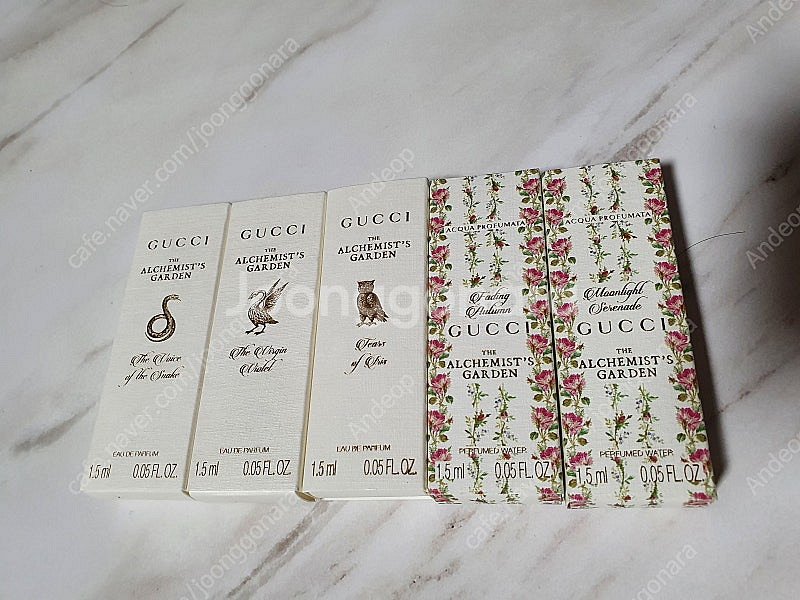 GUCCI
THE
ALCHEMIST'S
GARDEN
The Voice
of the Snake
EAU DE PARFUM
1.5 ml 0.05 FL. OZ.
GUCCI
THE
ALCHEMIST'S
GARDEN
The Virgin
Violet
EAU DE PARFUM
1.5 ml 0.05 FL. OZ.
GUCCI
THE
ALCHEMIST'S
GARDEN
Tears
of Iris
EAU DE PARFUM
1.5 ml 0.05 FL. OZ.
ACQUA PROFUMATA
Fading
Autumn
GUCCI
THE
ALCHEMIST'S
GARDEN
PERFUMED WATER
1.5 ml 0.05 FL. OZ.
ACQUA PROFUMATA
Moonlight
Serenade
GUCCI
THE
ALCHEMIST'S
GARDEN
PERFUMED WATER
1.5 ml 0.05 FL. OZ.
Joonggonara
cafe.naver.com/joonggonara
Andeop